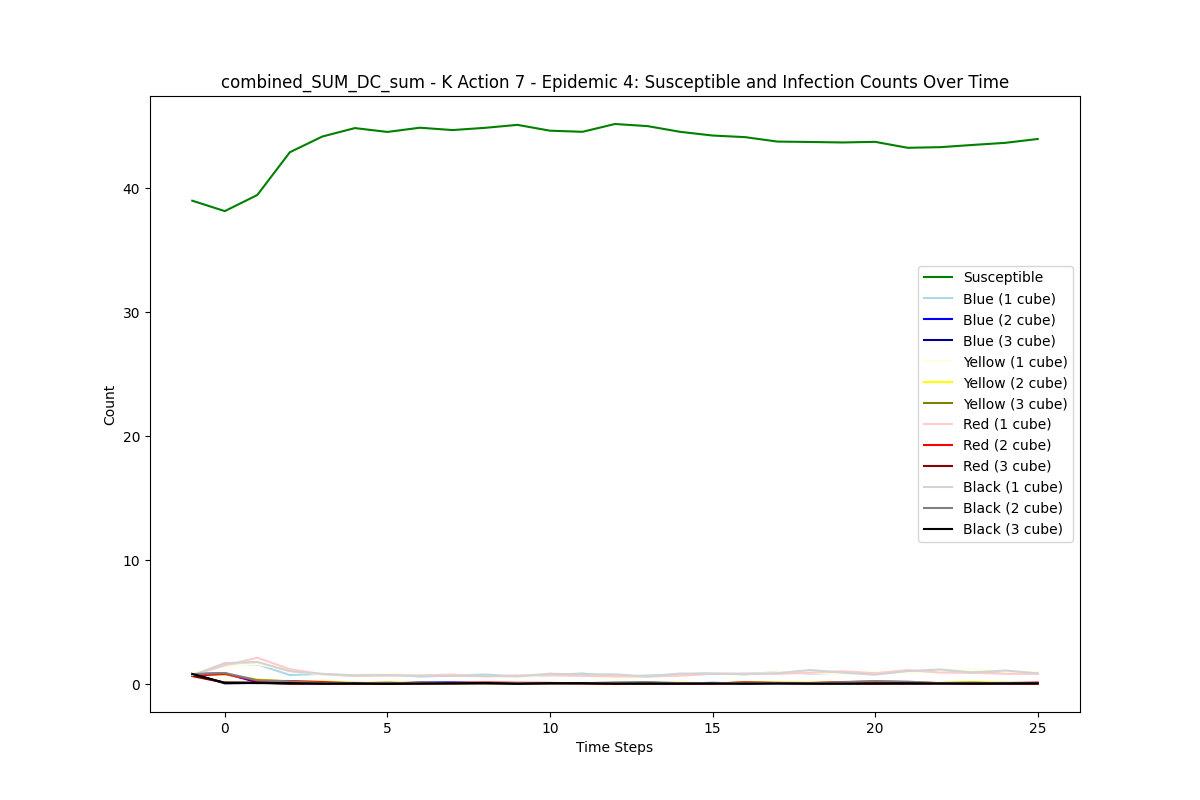 combined_SUM_DC_sum - K Action 7 - Epidemic 4: Susceptible and Infection Counts Over Time
40
30
20
10
0
Count
Susceptible
Blue (1 cube)
Blue (2 cube)
Blue (3 cube)
Yellow (1 cube)
Yellow (2 cube)
Yellow (3 cube)
Red (1 cube)
Red (2 cube)
Red (3 cube)
Black (1 cube)
Black (2 cube)
Black (3 cube)
0 5 10 15 20 25
Time Steps